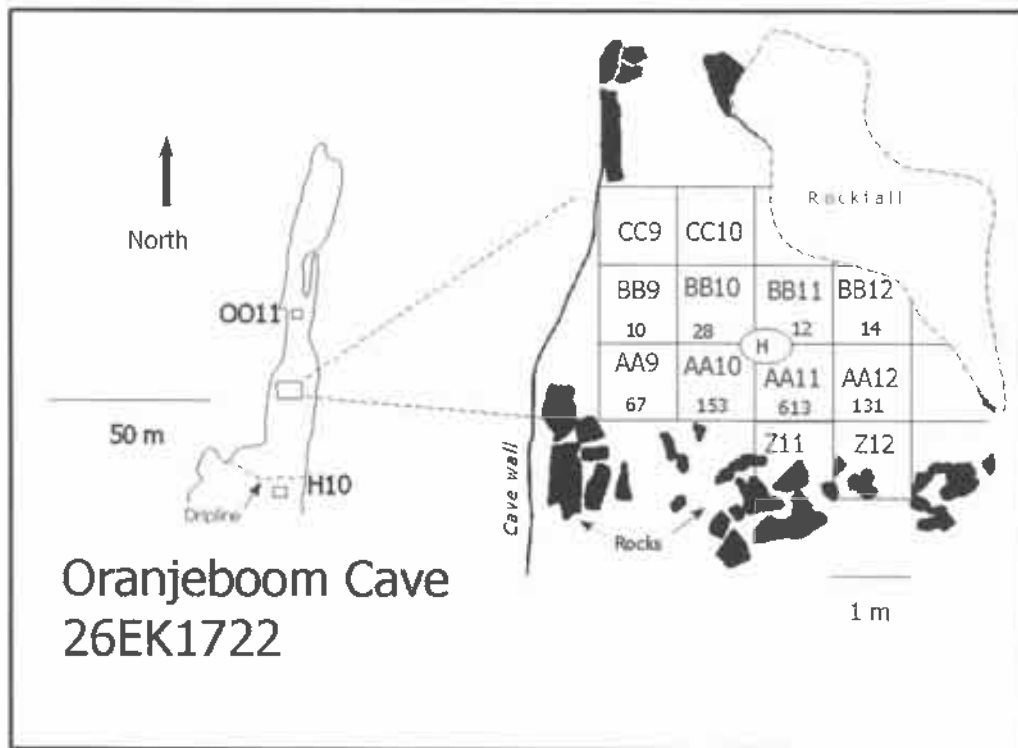 North
OO11
50 m
H10
Dripline
Oranjeboom Cave
26EK1722
Cave wall
Rockfall
CC9 CC10
BB9 BB10 BB11 BB12
10 28 12 14
H
AA9 AA10 AA11 AA12
67 153 613 131
Z11 Z12
Rocks
1 m